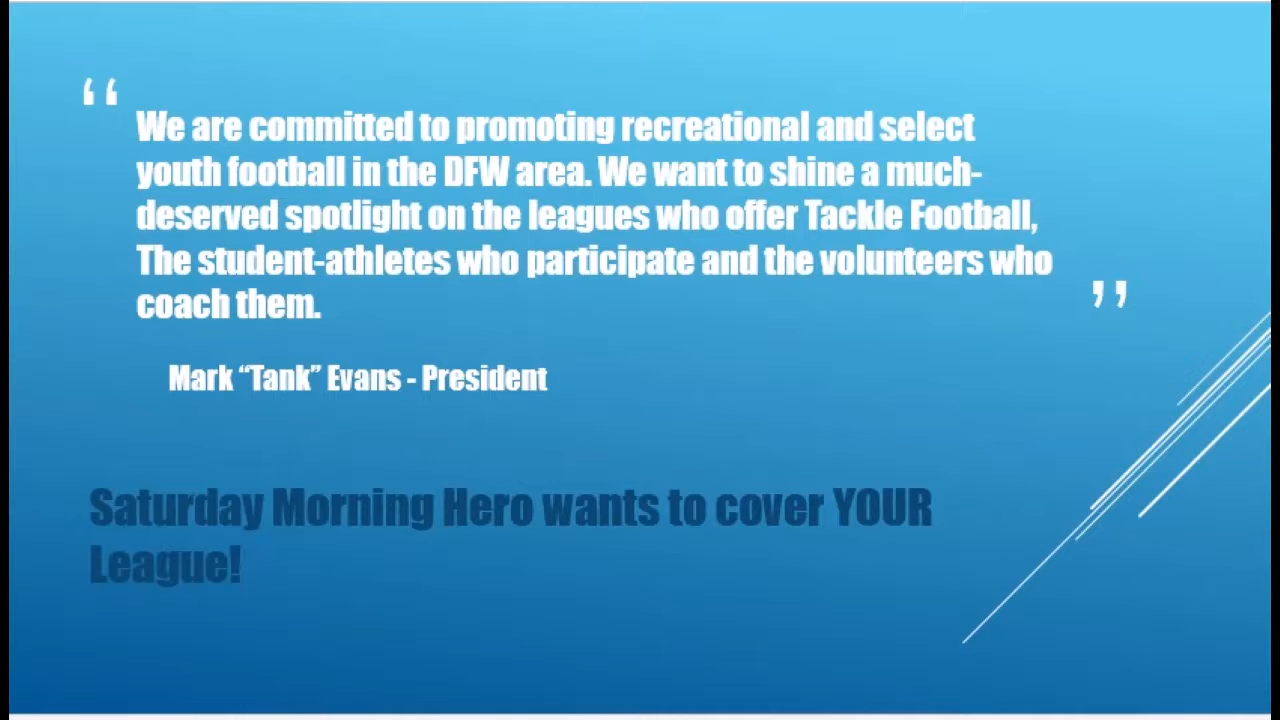 “
We are committed to promoting recreational and select
youth football in the DFW area. We want to shine a much-
deserved spotlight on the leagues who offer Tackle Football,
The student-athletes who participate and the volunteers who
coach them.
”
Mark “Tank” Evans - President
Saturday Morning Hero wants to cover YOUR
League!